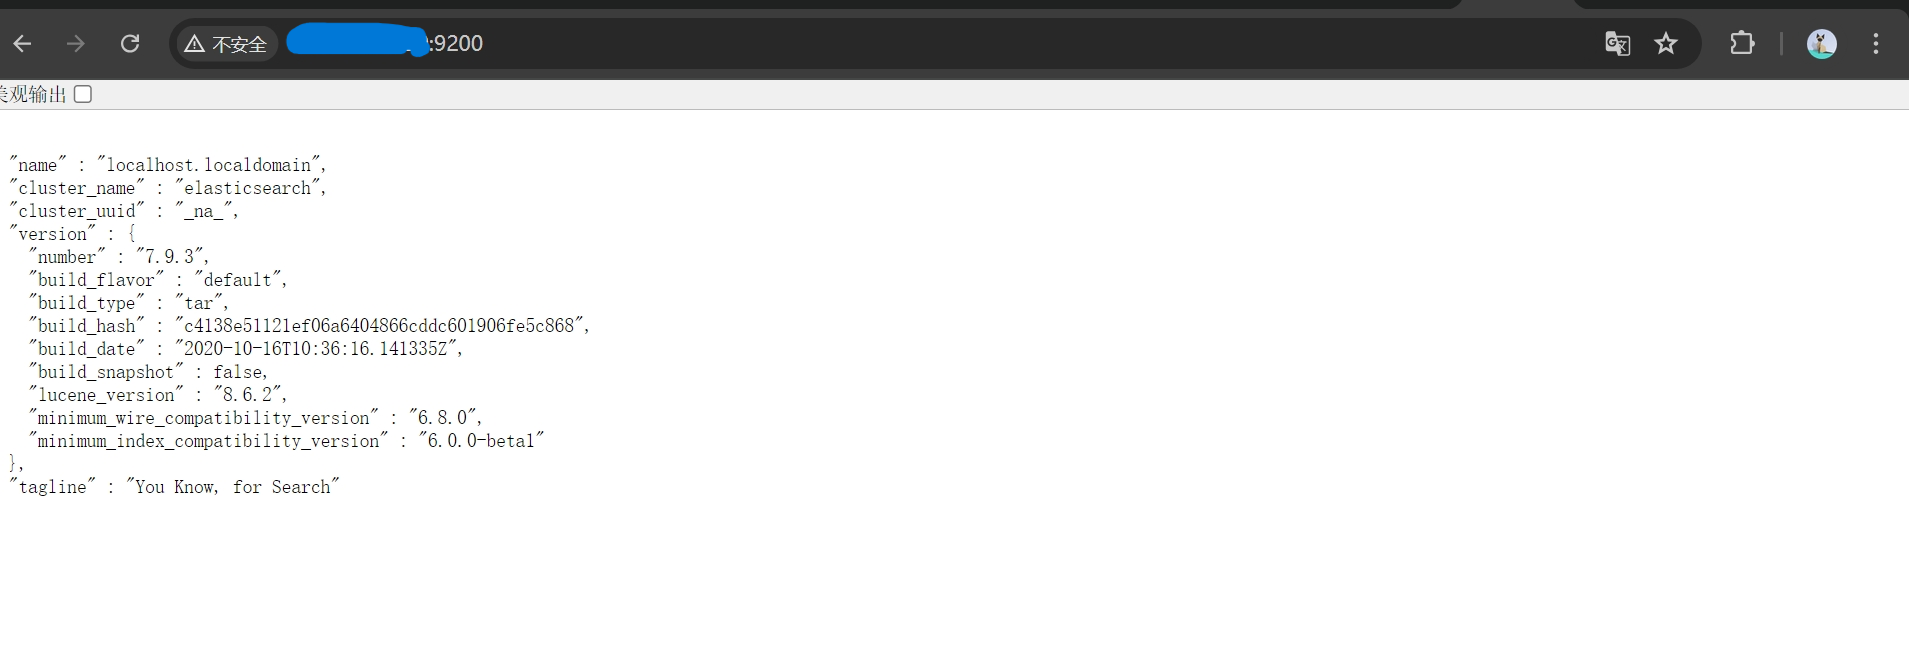 不安全 :9200
美观输出
"name" : "localhost.localdomain",
"cluster_name" : "elasticsearch",
"cluster_uuid" : "_na_",
"version" : {
"number" : "7.9.3",
"build_flavor" : "default",
"build_type" : "tar",
"build_hash" : "c4138e51121ef06a6404866cddc601906fe5c868",
"build_date" : "2020-10-16T10:36:16.141335Z",
"build_snapshot" : false,
"lucene_version" : "8.6.2",
"minimum_wire_compatibility_version" : "6.8.0",
"minimum_index_compatibility_version" : "6.0.0-beta1"
},
"tagline" : "You Know, for Search"